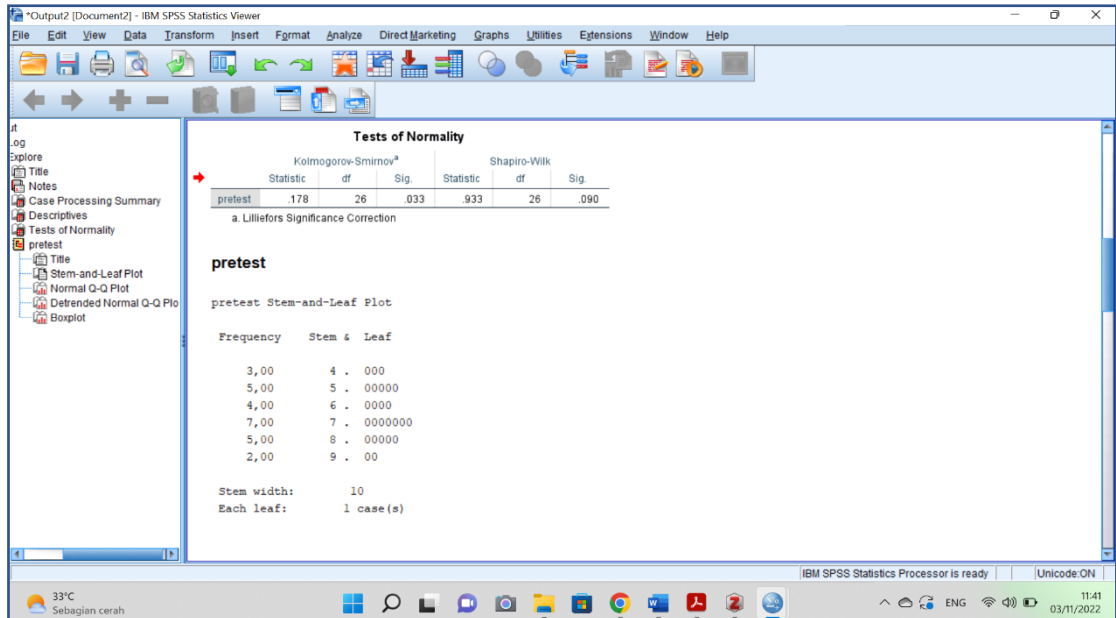 *Output2 [Document2] - IBM SPSS Statistics Viewer
File Edit View Data Transform Insert Format Analyze Direct Marketing Graphs Utilities Extensions Window Help
ut
Log
Explore
Title
Notes
Case Processing Summary
Descriptives
Tests of Normality
pretest
Title
Stem-and-Leaf Plot
Normal Q-Q Plot
Detrended Normal Q-Q Plo
Boxplot
Tests of Normality
Kolmogorov-Smirnov^a Shapiro-Wilk
Statistic df Sig. Statistic df Sig.
pretest .178 26 .033 .933 26 .090
a. Lilliefors Significance Correction
pretest
pretest Stem-and-Leaf Plot
Frequency Stem & Leaf
3,00 4 . 000
5,00 5 . 00000
4,00 6 . 0000
7,00 7 . 0000000
5,00 8 . 00000
2,00 9 . 00
Stem width: 10
Each leaf: 1 case(s)
IBM SPSS Statistics Processor is ready Unicode:ON
33°C
Sebagian cerah
ENG
11:41
03/11/2022